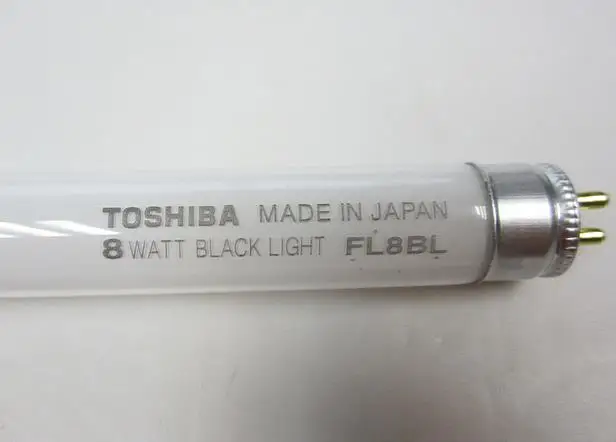 TOSHIBA MADE IN JAPAN
8 WATT BLACK LIGHT FL8BL